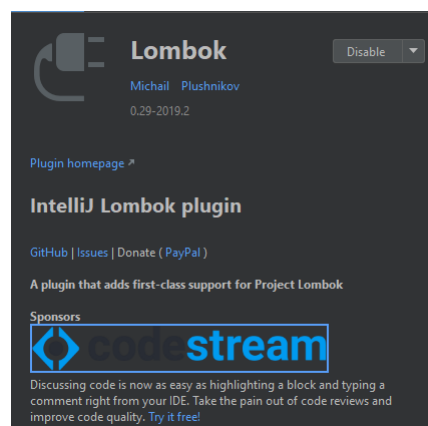 Lombok
Disable
Michail Plushnikov
0.29-2019.2
Plugin homepage ↗
IntelliJ Lombok plugin
GitHub | Issues | Donate ( PayPal )
A plugin that adds first-class support for Project Lombok
Sponsors
codestream
Discussing code is now as easy as highlighting a block and typing a
comment right from your IDE. Take the pain out of code reviews and
improve code quality. Try it free!